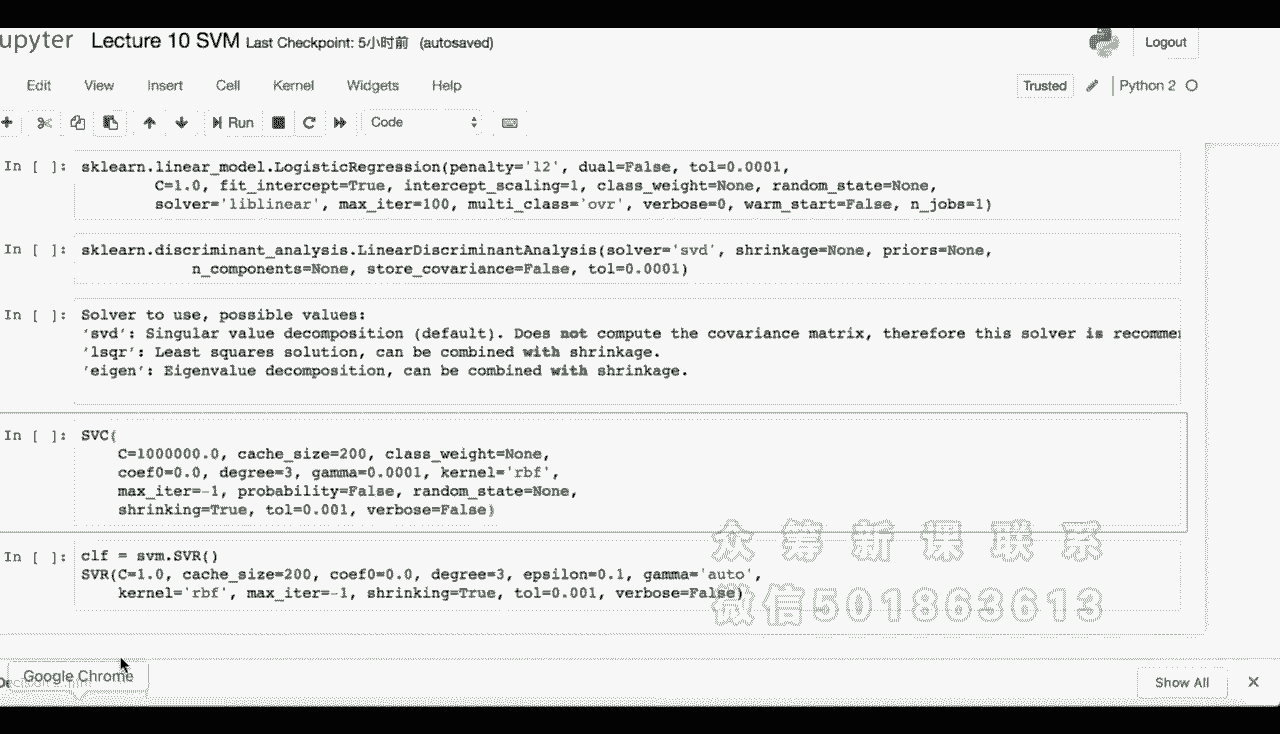 upyter Lecture 10 SVM Last Checkpoint: 5小时前 (autosaved)
Logout
Edit View Insert Cell Kernel Widgets Help
Trusted Python 2
Run Code
In [ ]: sklearn.linear_model.LogisticRegression(penalty='l2', dual=False, tol=0.0001,
C=1.0, fit_intercept=True, intercept_scaling=1, class_weight=None, random_state=None,
solver='liblinear', max_iter=100, multi_class='ovr', verbose=0, warm_start=False, n_jobs=1)
In [ ]: sklearn.discriminant_analysis.LinearDiscriminantAnalysis(solver='svd', shrinkage=None, priors=None,
n_components=None, store_covariance=False, tol=0.0001)
In [ ]: Solver to use, possible values:
'svd': Singular value decomposition (default). Does not compute the covariance matrix, therefore this solver is recommen
'lsqr': Least squares solution, can be combined with shrinkage.
'eigen': Eigenvalue decomposition, can be combined with shrinkage.
In [ ]: SVC(
C=1000000.0, cache_size=200, class_weight=None,
coef0=0.0, degree=3, gamma=0.0001, kernel='rbf',
max_iter=-1, probability=False, random_state=None,
shrinking=True, tol=0.001, verbose=False)
In [ ]: clf = svm.SVR()
SVR(C=1.0, cache_size=200, coef0=0.0, degree=3, epsilon=0.1, gamma='auto',
kernel='rbf', max_iter=-1, shrinking=True, tol=0.001, verbose=False)
众筹新课联系
微信501863613
Google Chrome
Show All